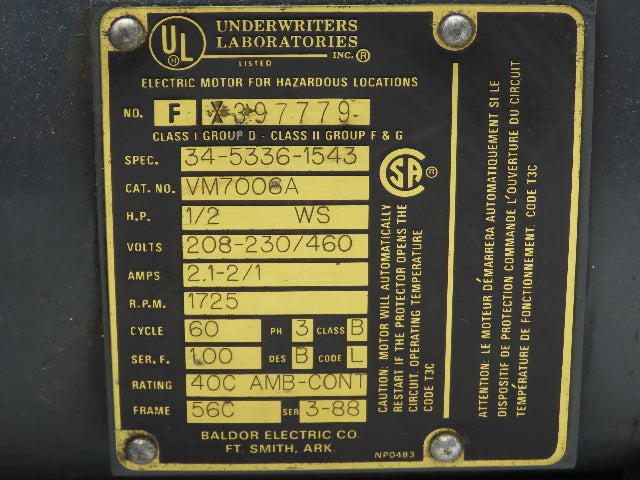 UL ® UNDERWRITERS
LABORATORIES
INC. ®
LISTED
ELECTRIC MOTOR FOR HAZARDOUS LOCATIONS
NO. F 397779
CLASS I GROUP D - CLASS II GROUP F & G
SPEC. 34-5336-1543
CAT. NO. VM7006A
H.P. 1/2 WS
VOLTS 208-230/460
AMPS 2.1-2/1
R.P.M. 1725
CYCLE 60 PH 3 CLASS B
SER. F. 1.00 DES B CODE L
RATING 40C AMB-CONT
FRAME 56C SER 3-88
BALDOR ELECTRIC CO.
FT. SMITH, ARK.
NP0483
SA ®
CAUTION: MOTOR WILL AUTOMATICALLY
RESTART IF THE PROTECTOR OPENS THE
CIRCUIT. OPERATING TEMPERATURE
CODE T3C
ATTENTION: LE MOTEUR DÉMARRERA AUTOMATIQUEMENT SI LE
DISPOSITIF DE PROTECTION COMMANDE L'OUVERTURE DU CIRCUIT
TEMPÉRATURE DE FONCTIONNEMENT. CODE T3C